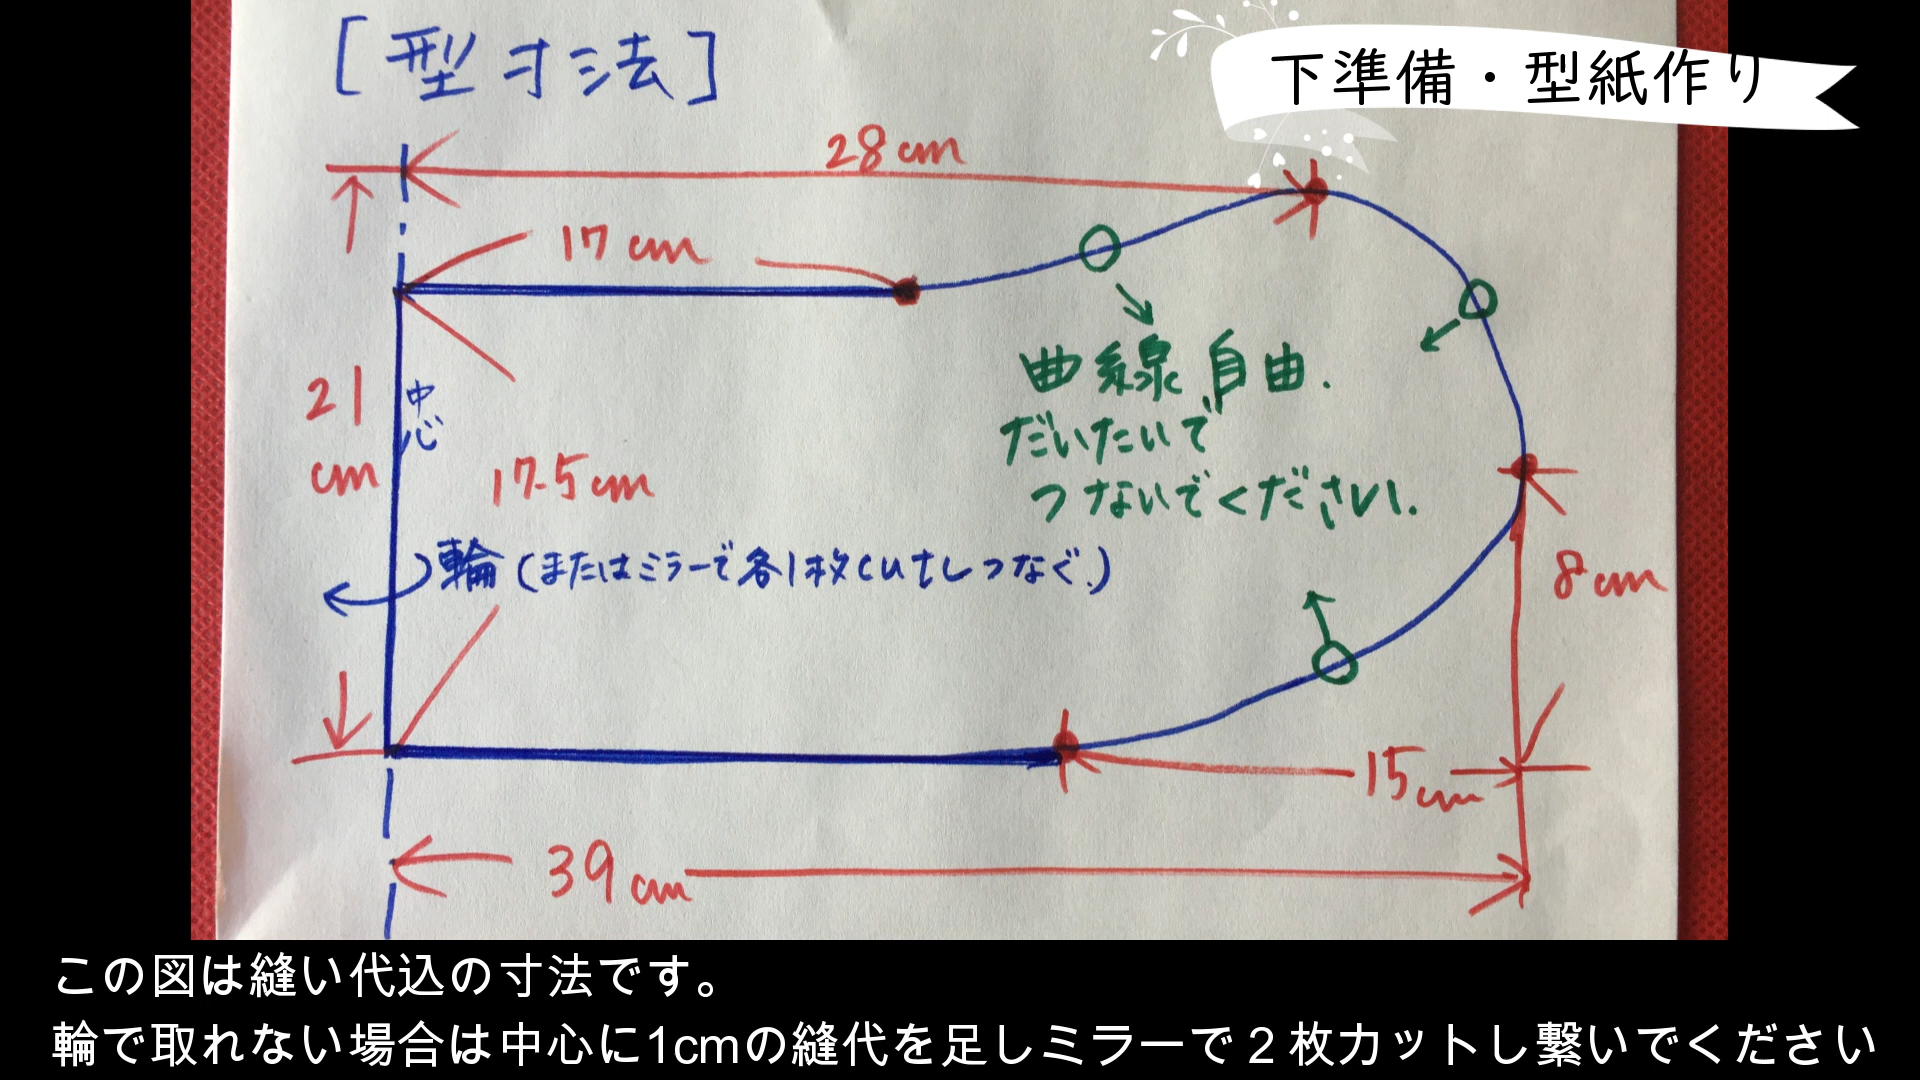 [型寸法]
下準備・型紙作り
28cm
17cm
21
cm
中心
17.5cm
曲線自由.
だいたいで
つないでください.
輪(またはミラーで各1枚cutしつなぐ.)
8cm
15cm
39cm
この図は縫い代込の寸法です。
輪で取れない場合は中心に1cmの縫代を足しミラーで2枚カットし繋いでください